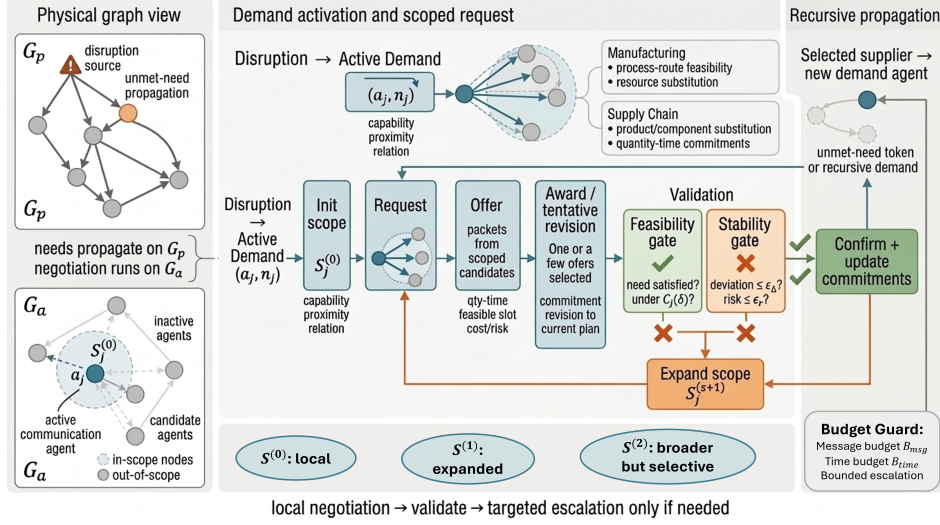 Physical graph view
G_p
disruption
source
unmet-need
propagation
G_p
needs propagate on G_p
negotiation runs on G_a
G_a
inactive
agents
S_j^(0)
a_j
active
communication
agent
candidate
agents
G_a
in-scope nodes
out-of-scope
Demand activation and scoped request
Disruption → Active Demand
(a_j, n_j)
capability
proximity
relation
Manufacturing
• process-route feasibility
• resource substitution
Supply Chain
• product/component substitution
• quantity-time commitments
Disruption
→
Active
Demand
(a_j, n_j)
Init
scope
S_j^(0)
capability
proximity
relation
Request
Offer
packets
from
scoped
candidates
qty-time
feasible slot
cost/risk
Award /
tentative
revision
One or a
few ofers
selected
commitment
revision to
current plan
Validation
Feasibility
gate
need satisfied?
under C_j(δ)?
Stability
gate
deviation ≤ ε_Δ?
risk ≤ ϵ_r?
Confirm +
update
commitments
Expand scope
S_j^(s+1)
Recursive propagation
Selected supplier →
new demand agent
unmet-need token
or recursive demand
Budget Guard:
Message budget B_msg
Time budget B_time
Bounded escalation
S^(0): local
S^(1):
expanded
S^(2): broader
but selective
local negotiation → validate → targeted escalation only if needed